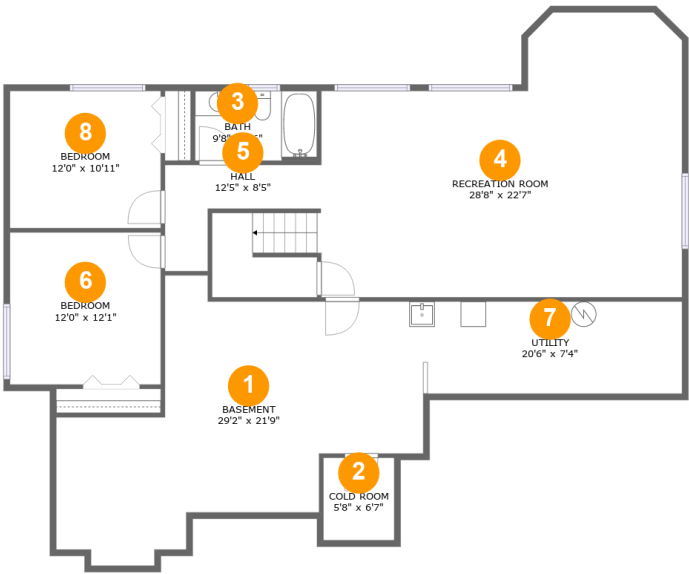 3
BATH
9'8"
8
BEDROOM
12'0" x 10'11"
5
HALL
12'5" x 8'5"
4
RECREATION ROOM
28'8" x 22'7"
6
BEDROOM
12'0" x 12'1"
7
UTILITY
20'6" x 7'4"
1
BASEMENT
29'2" x 21'9"
2
COLD ROOM
5'8" x 6'7"